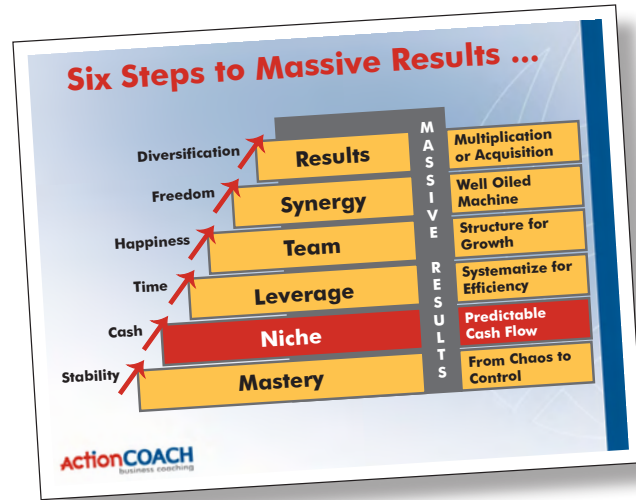 Six Steps to Massive Results ...
Diversification
Results
Multiplication
or Acquisition
Freedom
Synergy
Well Oiled
Machine
Happiness
Team
Structure for
Growth
Time
Leverage
Systematize for
Efficiency
Cash
Niche
Predictable
Cash Flow
Stability
Mastery
From Chaos to
Control
MASSIVE RESULTS
ActionCOACH
business coaching